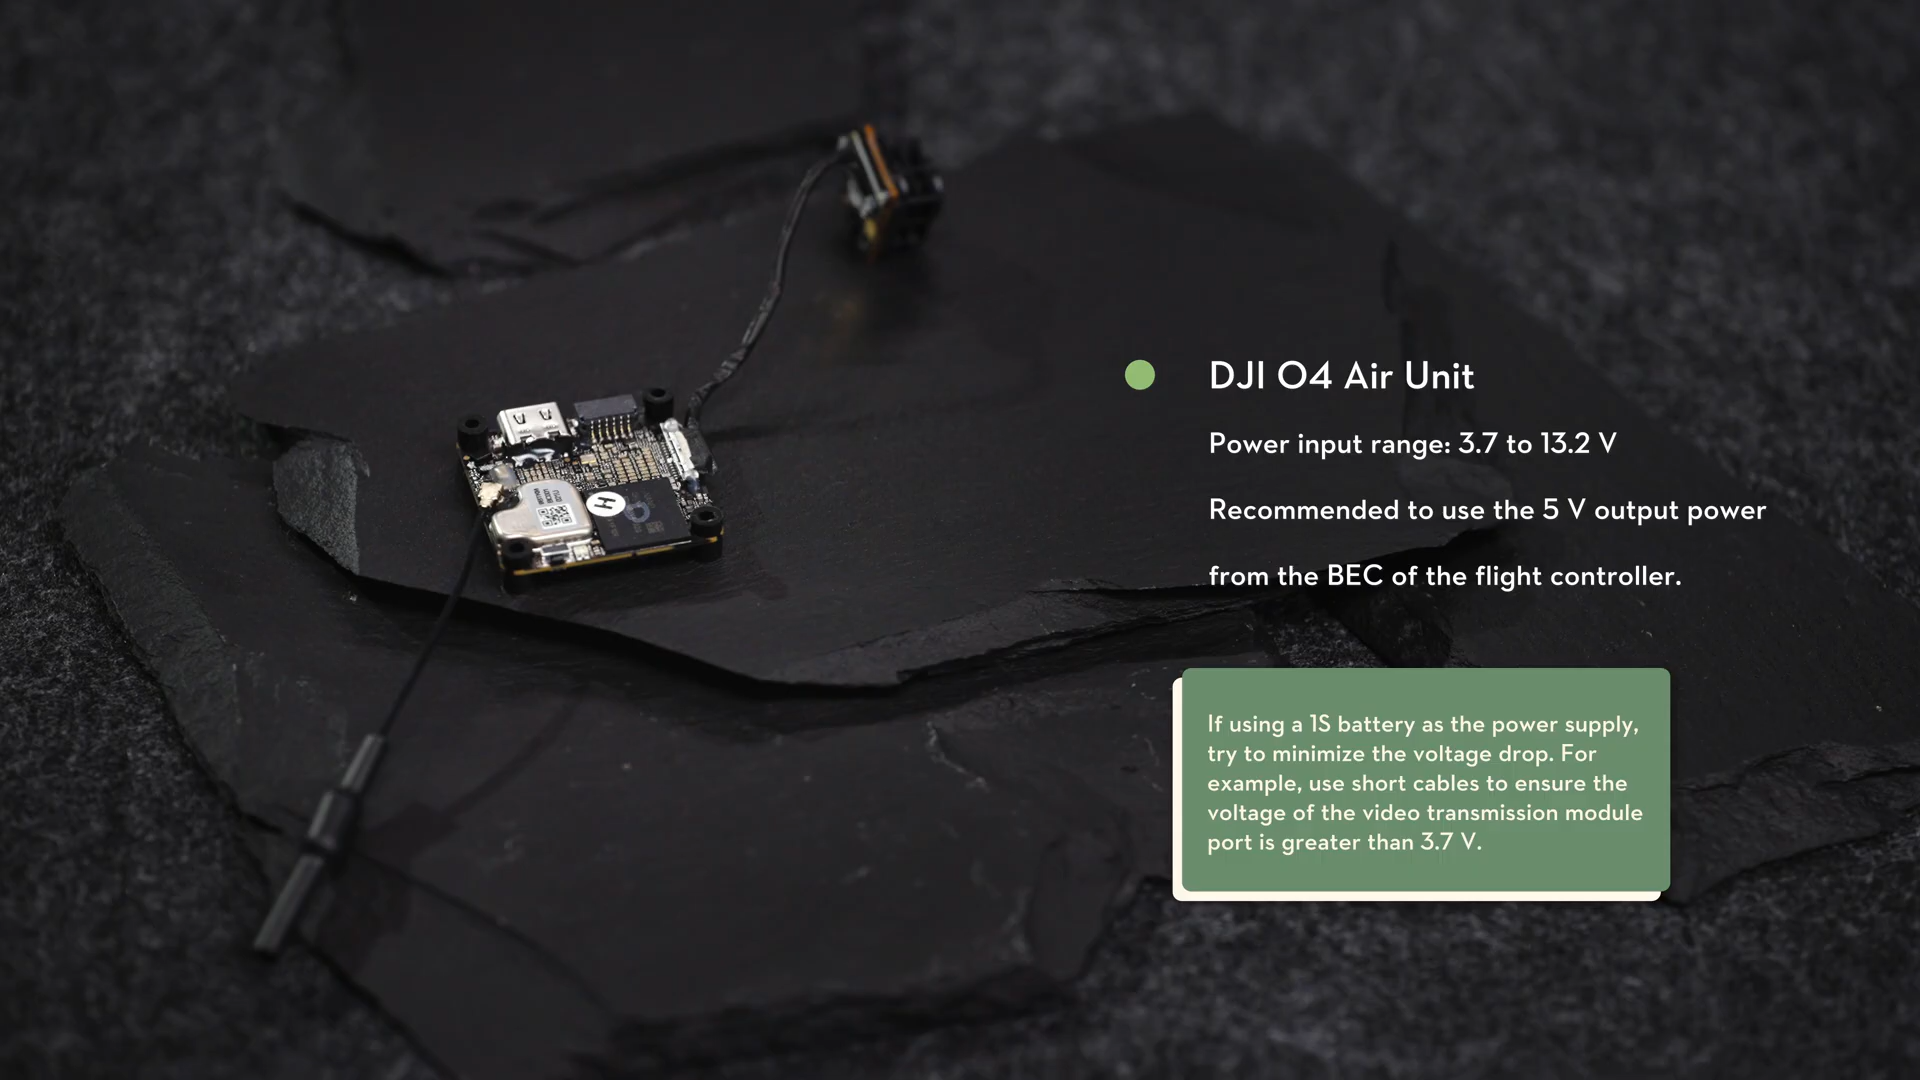 DJI O4 Air Unit
Power input range: 3.7 to 13.2 V
Recommended to use the 5 V output power
from the BEC of the flight controller.
If using a 1S battery as the power supply,
try to minimize the voltage drop. For
example, use short cables to ensure the
voltage of the video transmission module
port is greater than 3.7 V.
H